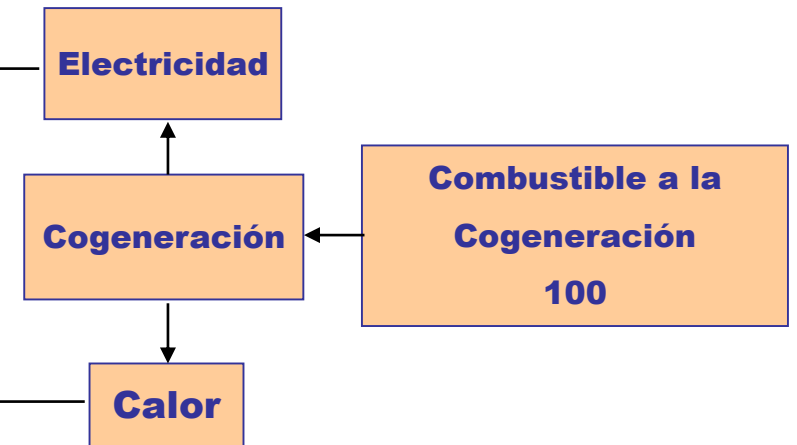 Electricidad
Combustible a la
Cogeneración
100
Cogeneración
Calor